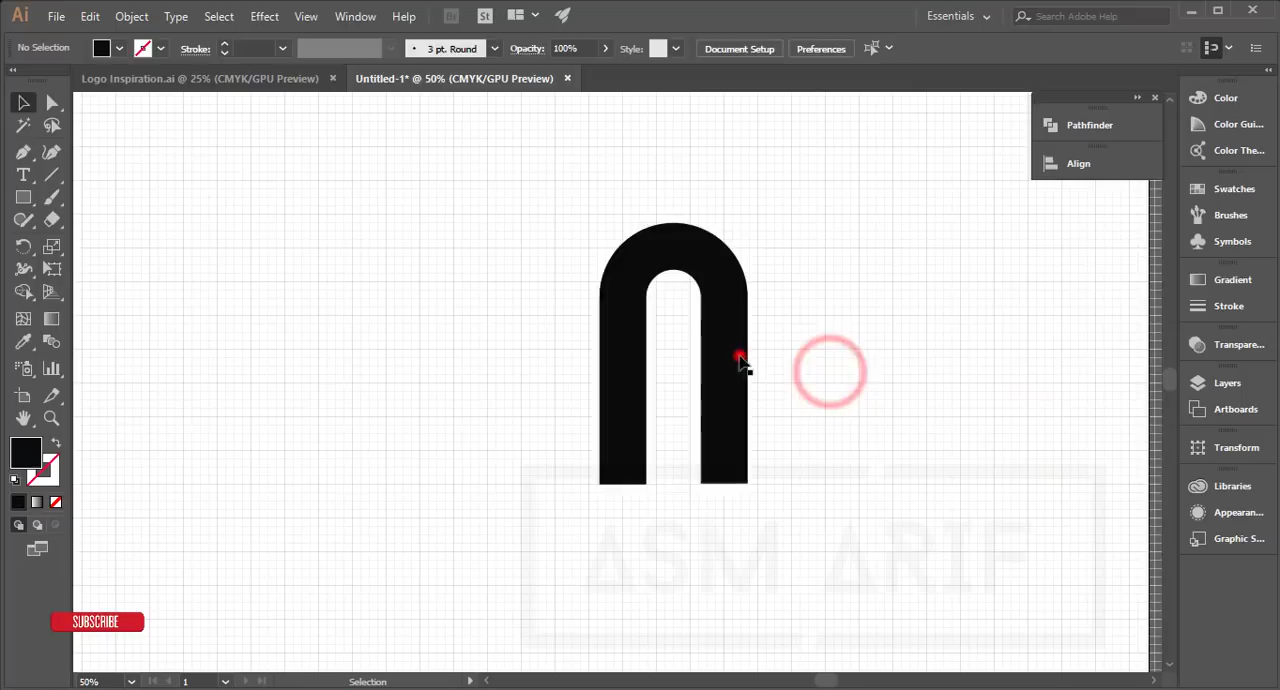 Ai File Edit Object Type Select Effect View Window Help Br St Essentials Search Adobe Help
No Selection Stroke: 3 pt. Round Opacity: 100% Style: Document Setup Preferences
Logo Inspiration.ai @ 25% (CMYK/GPU Preview) × Untitled-1* @ 50% (CMYK/GPU Preview) ×
Pathfinder
Align
Color
Color Gui...
Color The...
Swatches
Brushes
Symbols
Gradient
Stroke
Transpare...
Layers
Artboards
Transform
Libraries
Appearan...
Graphic S...
ASM ARIF
SUBSCRIBE
50% 1 Selection